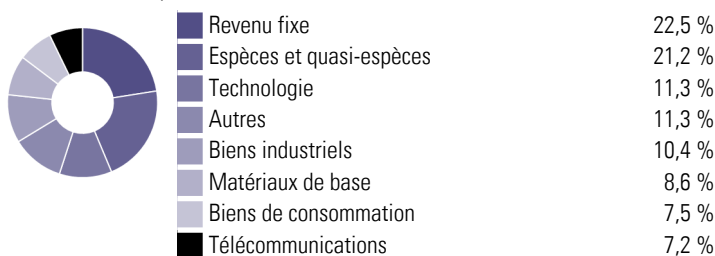 Revenu fixe 22,5 %
Espèces et quasi-espèces 21,2 %
Technologie 11,3 %
Autres 11,3 %
Biens industriels 10,4 %
Matériaux de base 8,6 %
Biens de consommation 7,5 %
Télécommunications 7,2 %